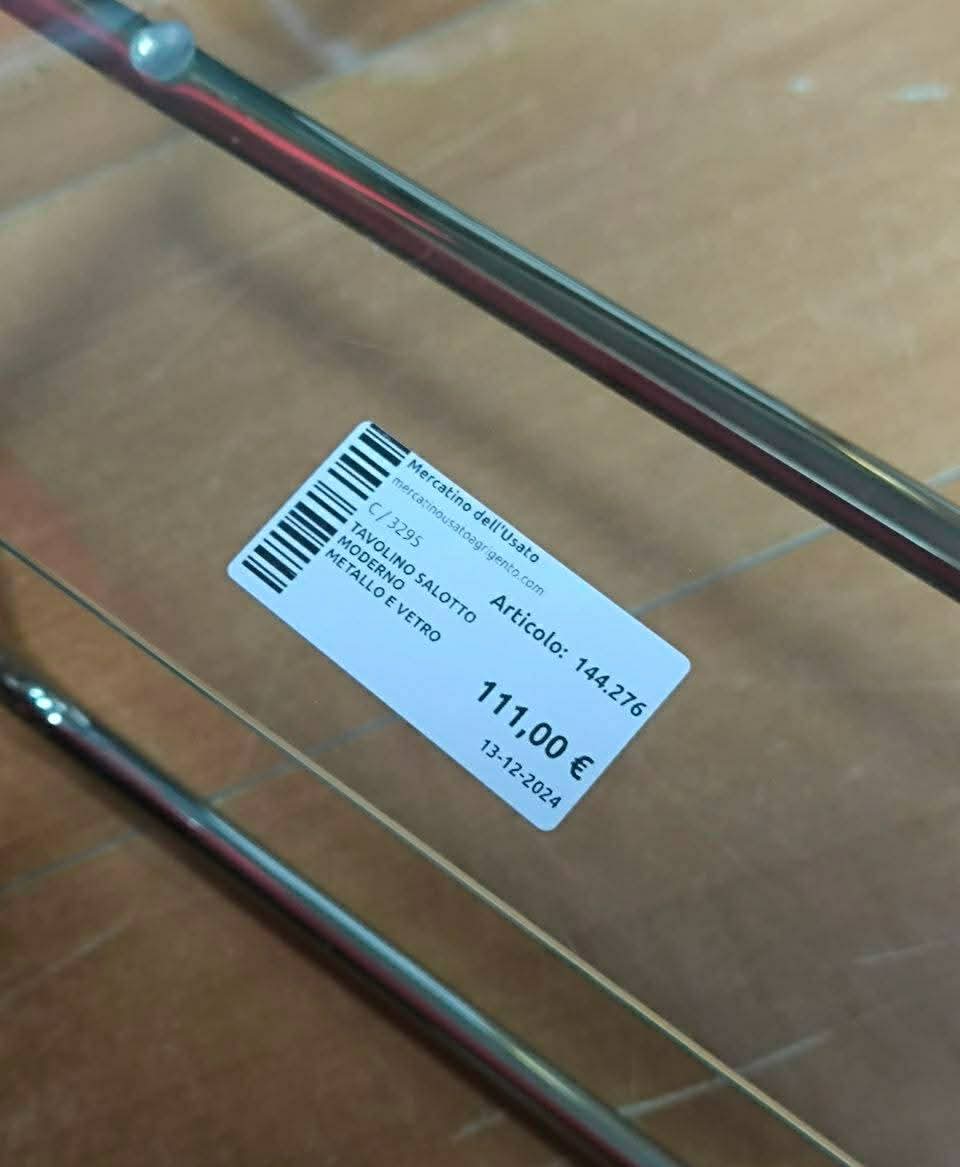 Mercatino dell'Usato
mercatinousatoagrigento.com
C/3295
Articolo: 144.276
TAVOLINO SALOTTO
MODERNO
METALLO E VETRO
111,00 €
13-12-2024